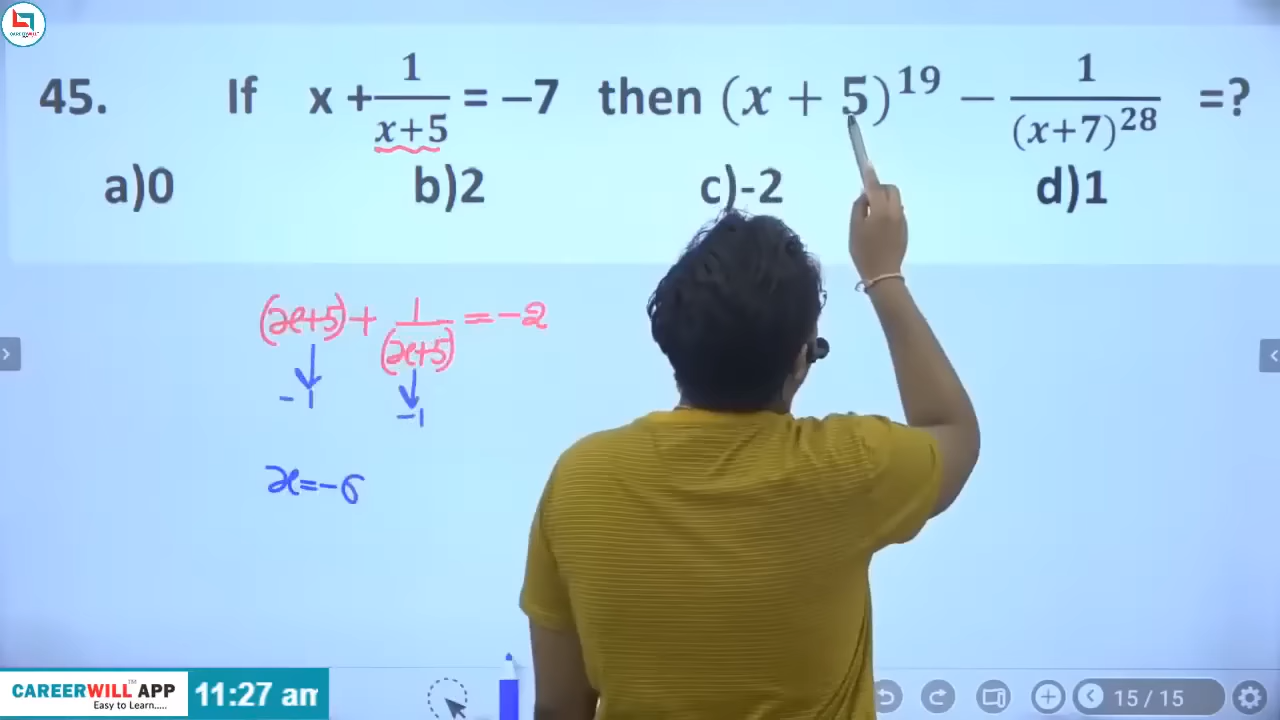 CAREERWILL
45. If x + 1/(x+5) = −7 then (x + 5)^19 − 1/(x+7)^28 =?
a)0 b)2 c)-2 d)1
(x+5) + 1/(x+5) = -2
-1 -1
x = -6
CAREERWILL™ APP
Easy to Learn.....
11:27 am
15 / 15